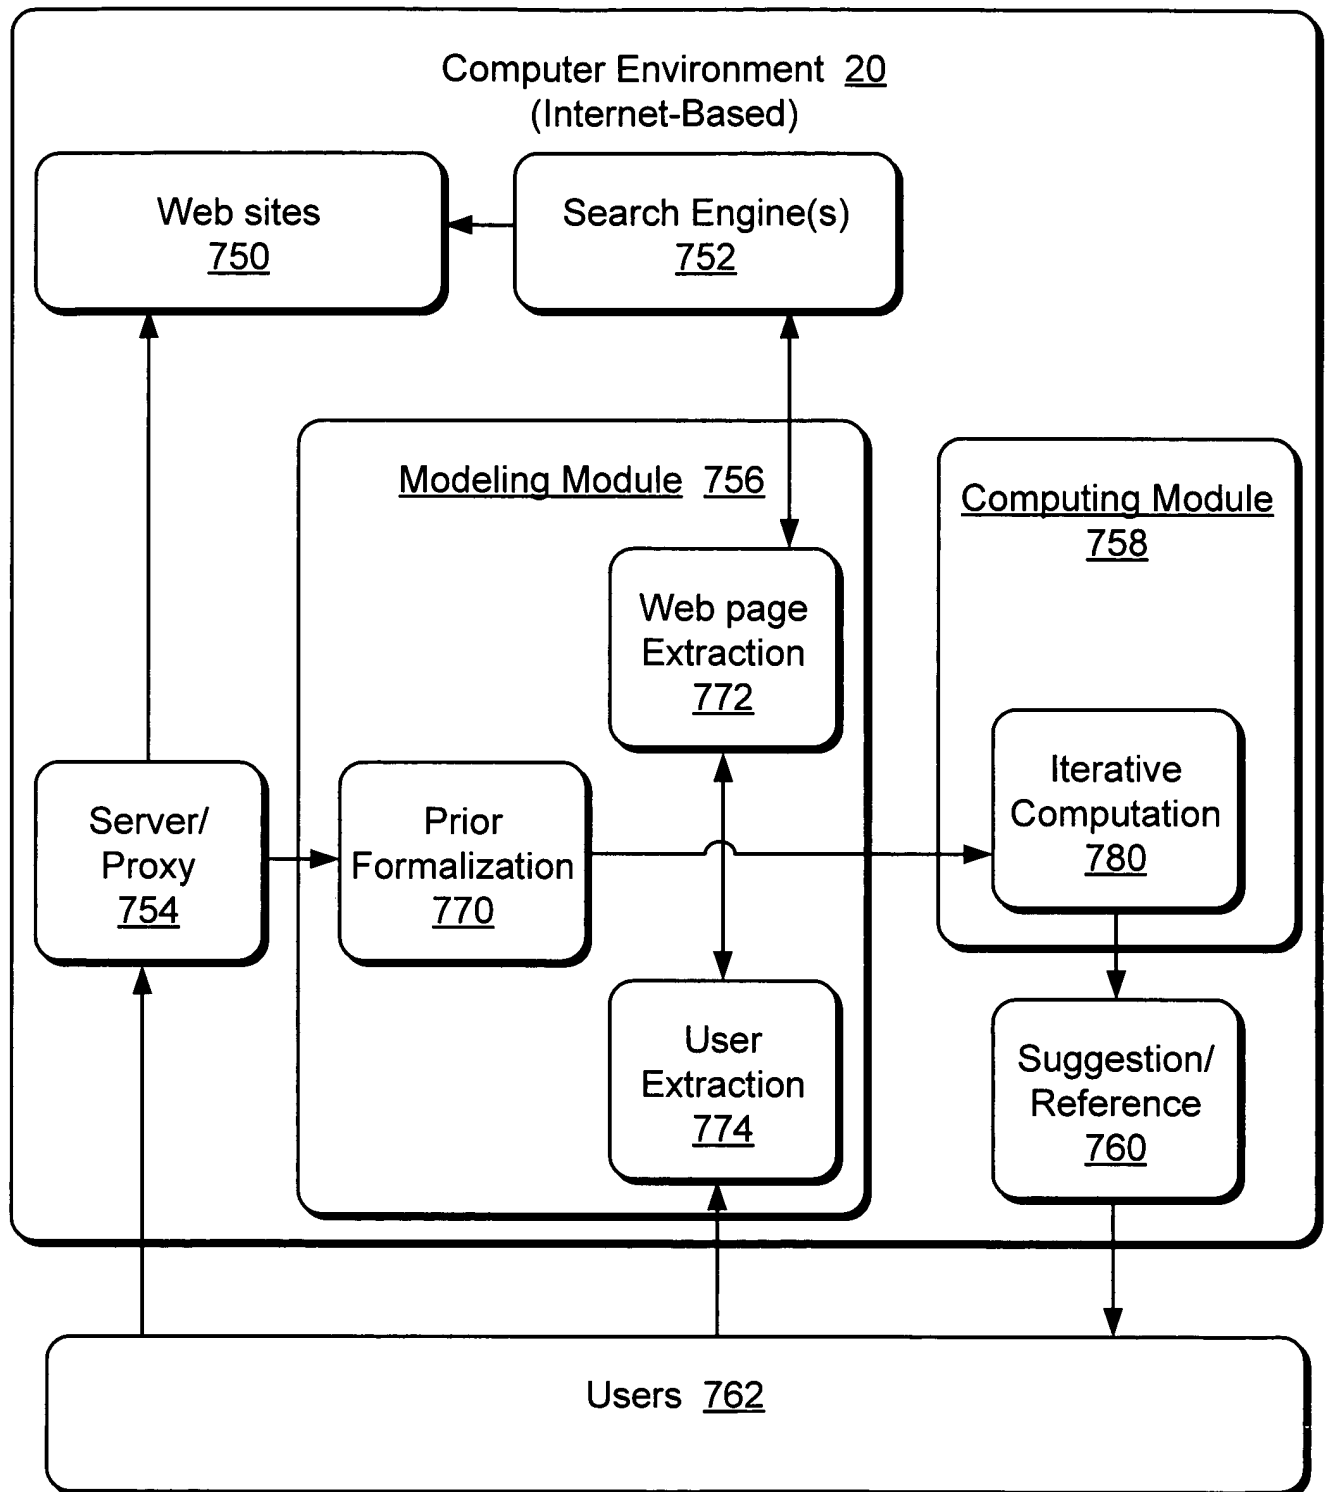 Computer Environment 20
(Internet-Based)
Web sites
750
Search Engine(s)
752
Modeling Module 756
Computing Module
758
Web page
Extraction
772
Server/
Proxy
754
Prior
Formalization
770
Iterative
Computation
780
User
Extraction
774
Suggestion/
Reference
760
Users 762